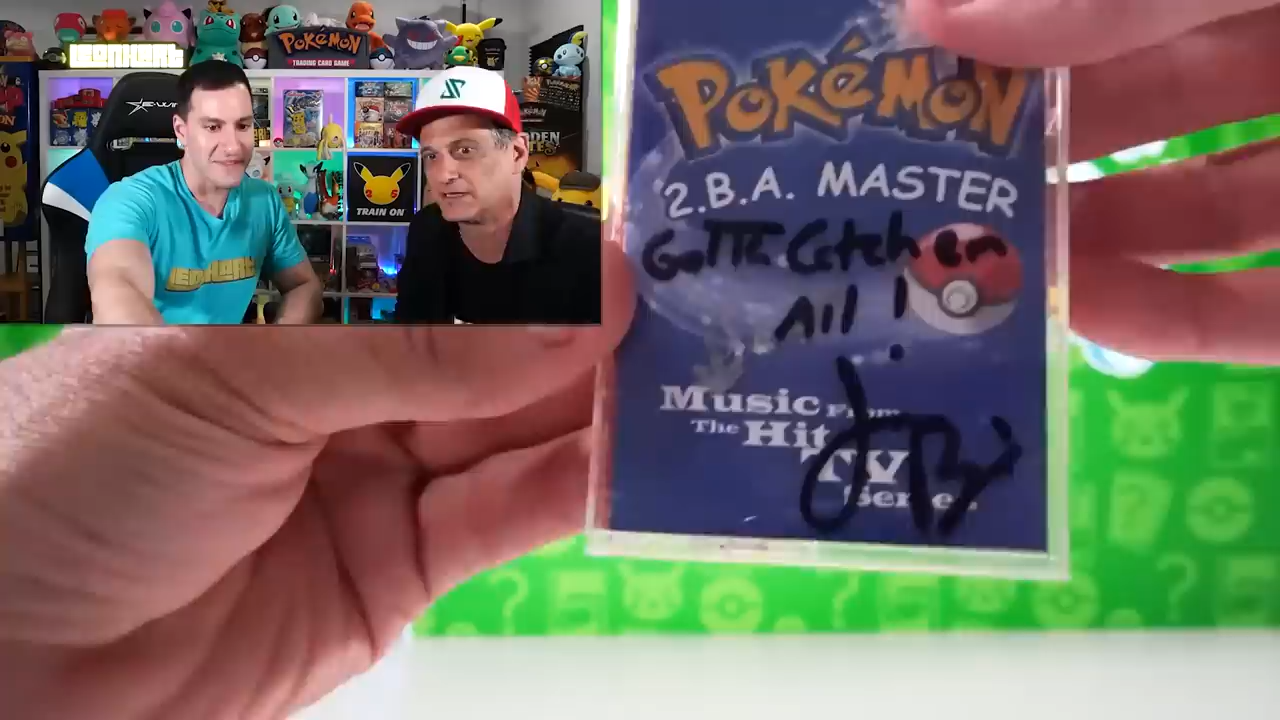 LEONHART
Pokémon
TRADING CARD GAME
TRAIN ON
LEONHART
Pokémon
2.B.A. MASTER
Gotta Catch em
All!
Music From
The Hit
TV
Series